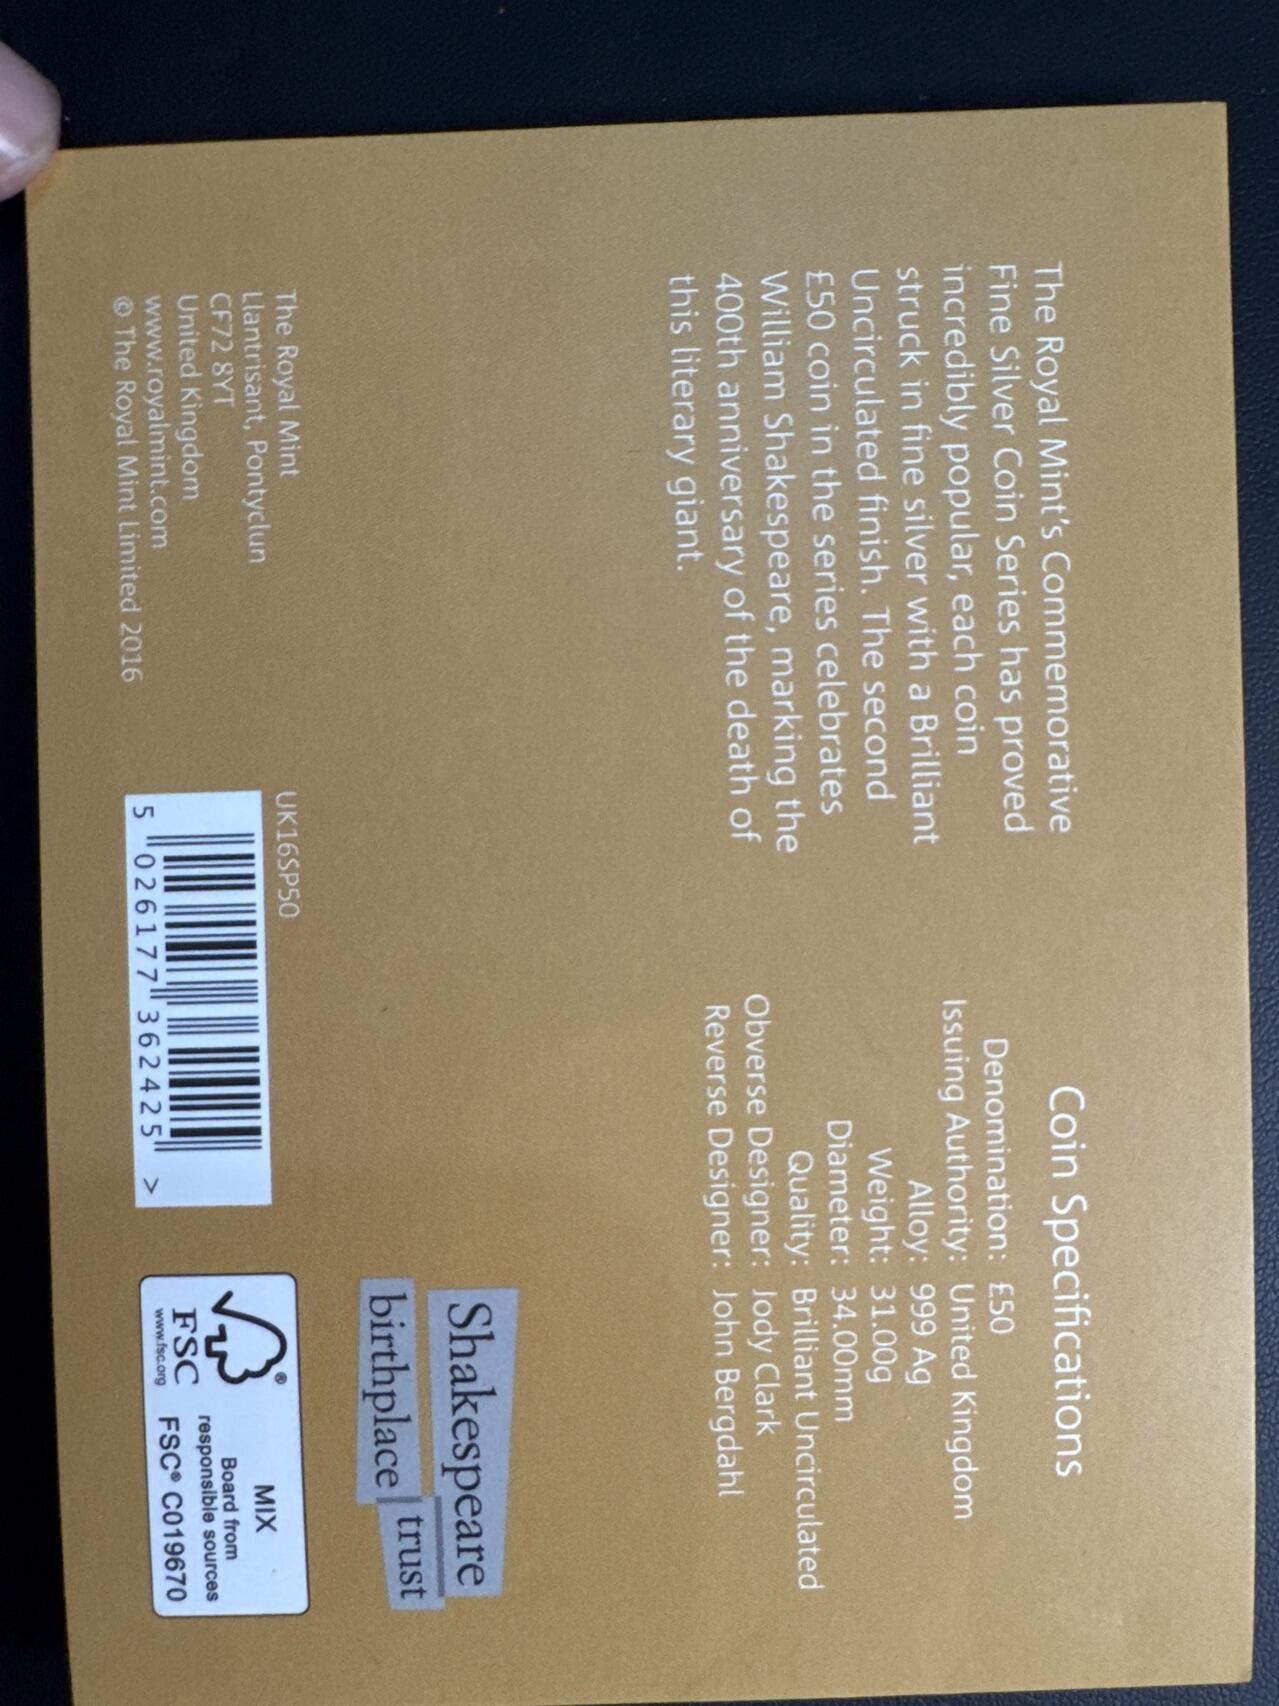 The Royal Mint's Commemorative
Fine Silver Coin Series has proved
incredibly popular, each coin
struck in fine silver with a Brilliant
Uncirculated finish. The second
£50 coin in the series celebrates
William Shakespeare, marking the
400th anniversary of the death of
this literary giant.
Coin Specifications
Denomination: £50
Issuing Authority: United Kingdom
Alloy: 999 Ag
Weight: 31.00g
Diameter: 34.00mm
Quality: Brilliant Uncirculated
Obverse Designer: Jody Clark
Reverse Designer: John Bergdahl
The Royal Mint
Llantrisant, Pontyclun
CF72 8YT
United Kingdom
www.royalmint.com
© The Royal Mint Limited 2016
UK16SP50
5 026177 362425 >
Shakespeare
birthplace trust
®
FSC
www.fsc.org
MIX
Board from
responsible sources
FSC® C019670